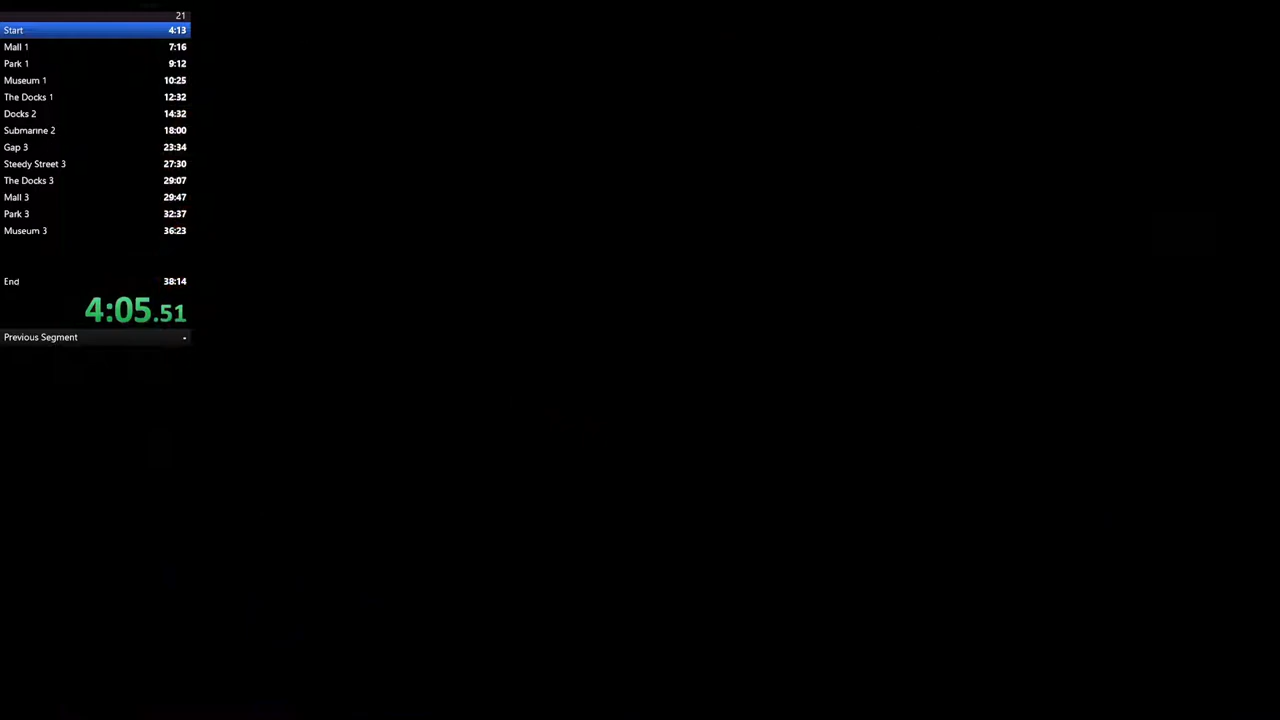 21
Start 4:13
Mall 1 7:16
Park 1 9:12
Museum 1 10:25
The Docks 1 12:32
Docks 2 14:32
Submarine 2 18:00
Gap 3 23:34
Steedy Street 3 27:30
The Docks 3 29:07
Mall 3 29:47
Park 3 32:37
Museum 3 36:23
End 38:14
4:05.51
Previous Segment -